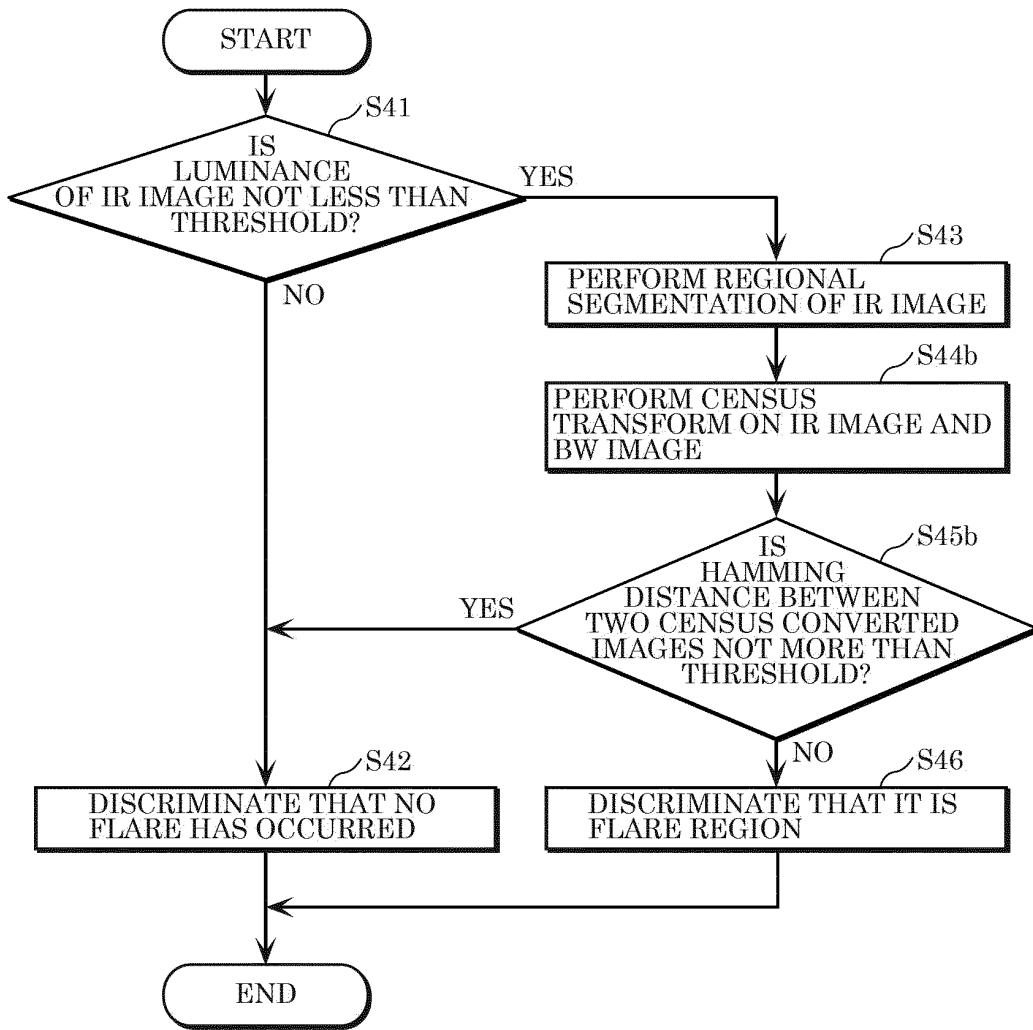 START
S41
IS
LUMINANCE
OF IR IMAGE NOT LESS THAN
THRESHOLD?
YES
NO
S43
PERFORM REGIONAL
SEGMENTATION OF IR IMAGE
S44b
PERFORM CENSUS
TRANSFORM ON IR IMAGE AND
BW IMAGE
S45b
IS
HAMMING
DISTANCE BETWEEN
TWO CENSUS CONVERTED
IMAGES NOT MORE THAN
THRESHOLD?
YES
NO
S42
DISCRIMINATE THAT NO
FLARE HAS OCCURRED
S46
DISCRIMINATE THAT IT IS
FLARE REGION
END